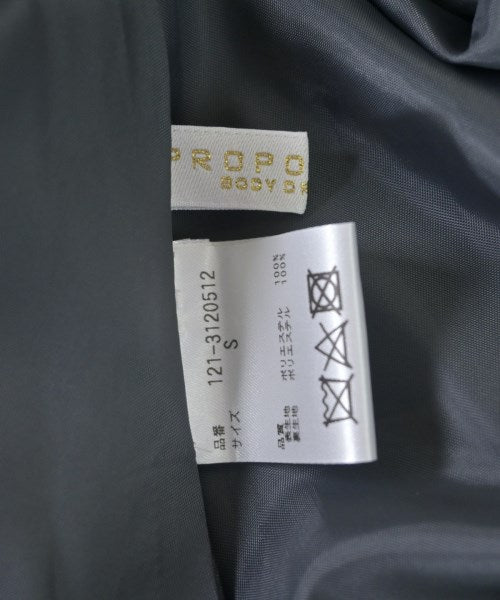 PROPO
BODY D
品番 121-3120512
サイズ S
品質
表生地 ポリエステル 100%
裏生地 ポリエステル 100%